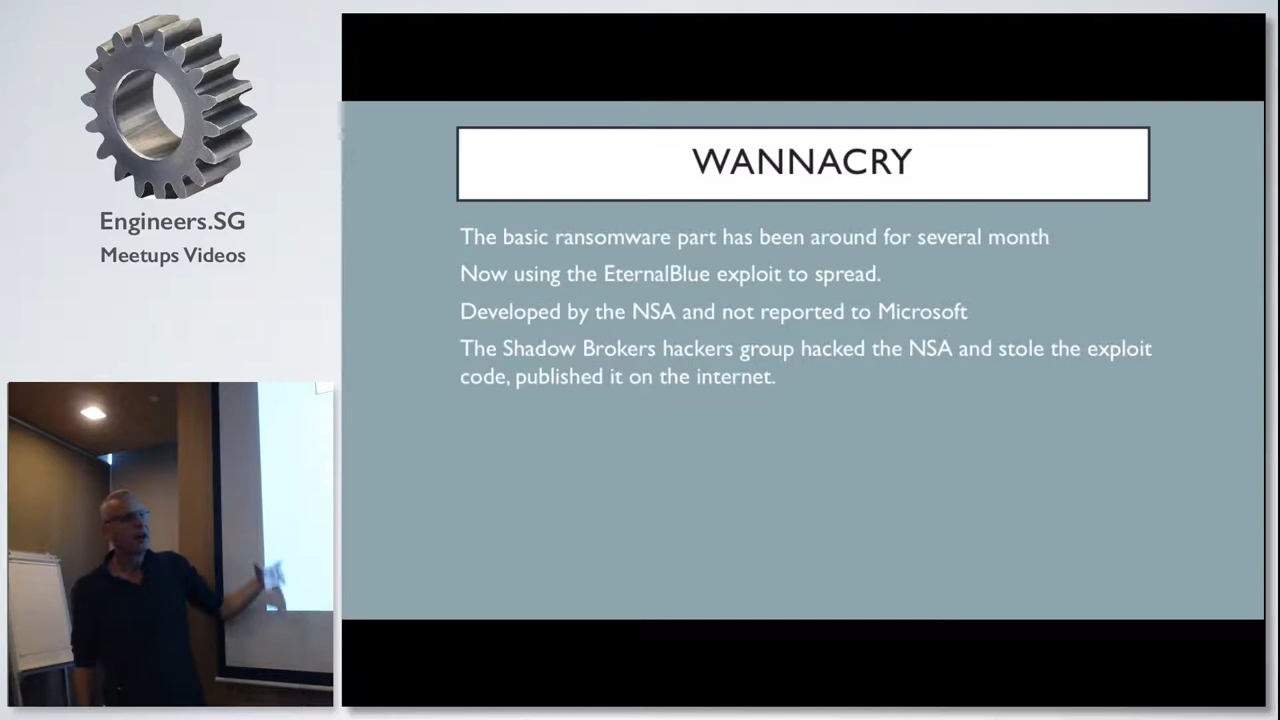 Engineers.SG
Meetups Videos
WANNACRY
The basic ransomware part has been around for several month
Now using the EternalBlue exploit to spread.
Developed by the NSA and not reported to Microsoft
The Shadow Brokers hackers group hacked the NSA and stole the exploit
code, published it on the internet.